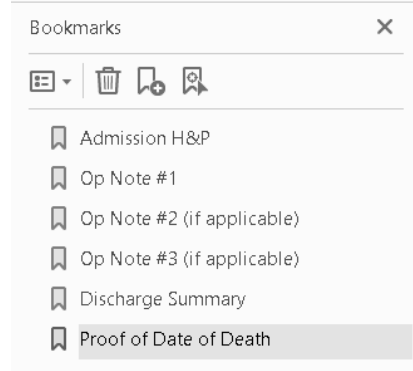 Bookmarks
Admission H&P
Op Note #1
Op Note #2 (if applicable)
Op Note #3 (if applicable)
Discharge Summary
Proof of Date of Death